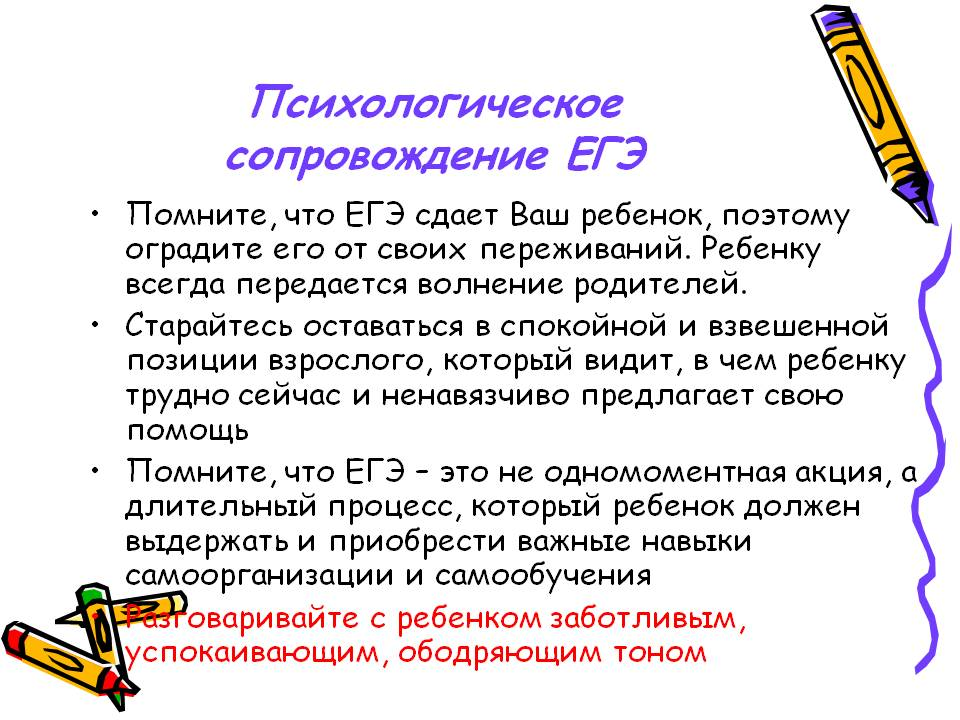 Психологическое
сопровождение ЕГЭ
• Помните, что ЕГЭ сдает Ваш ребенок, поэтому
оградите его от своих переживаний. Ребенку
всегда передается волнение родителей.
• Старайтесь оставаться в спокойной и взвешенной
позиции взрослого, который видит, в чем ребенку
трудно сейчас и ненавязчиво предлагает свою
помощь
• Помните, что ЕГЭ – это не одномоментная акция, а
длительный процесс, который ребенок должен
выдержать и приобрести важные навыки
самоорганизации и самообучения
• Разговаривайте с ребенком заботливым,
успокаивающим, ободряющим тоном